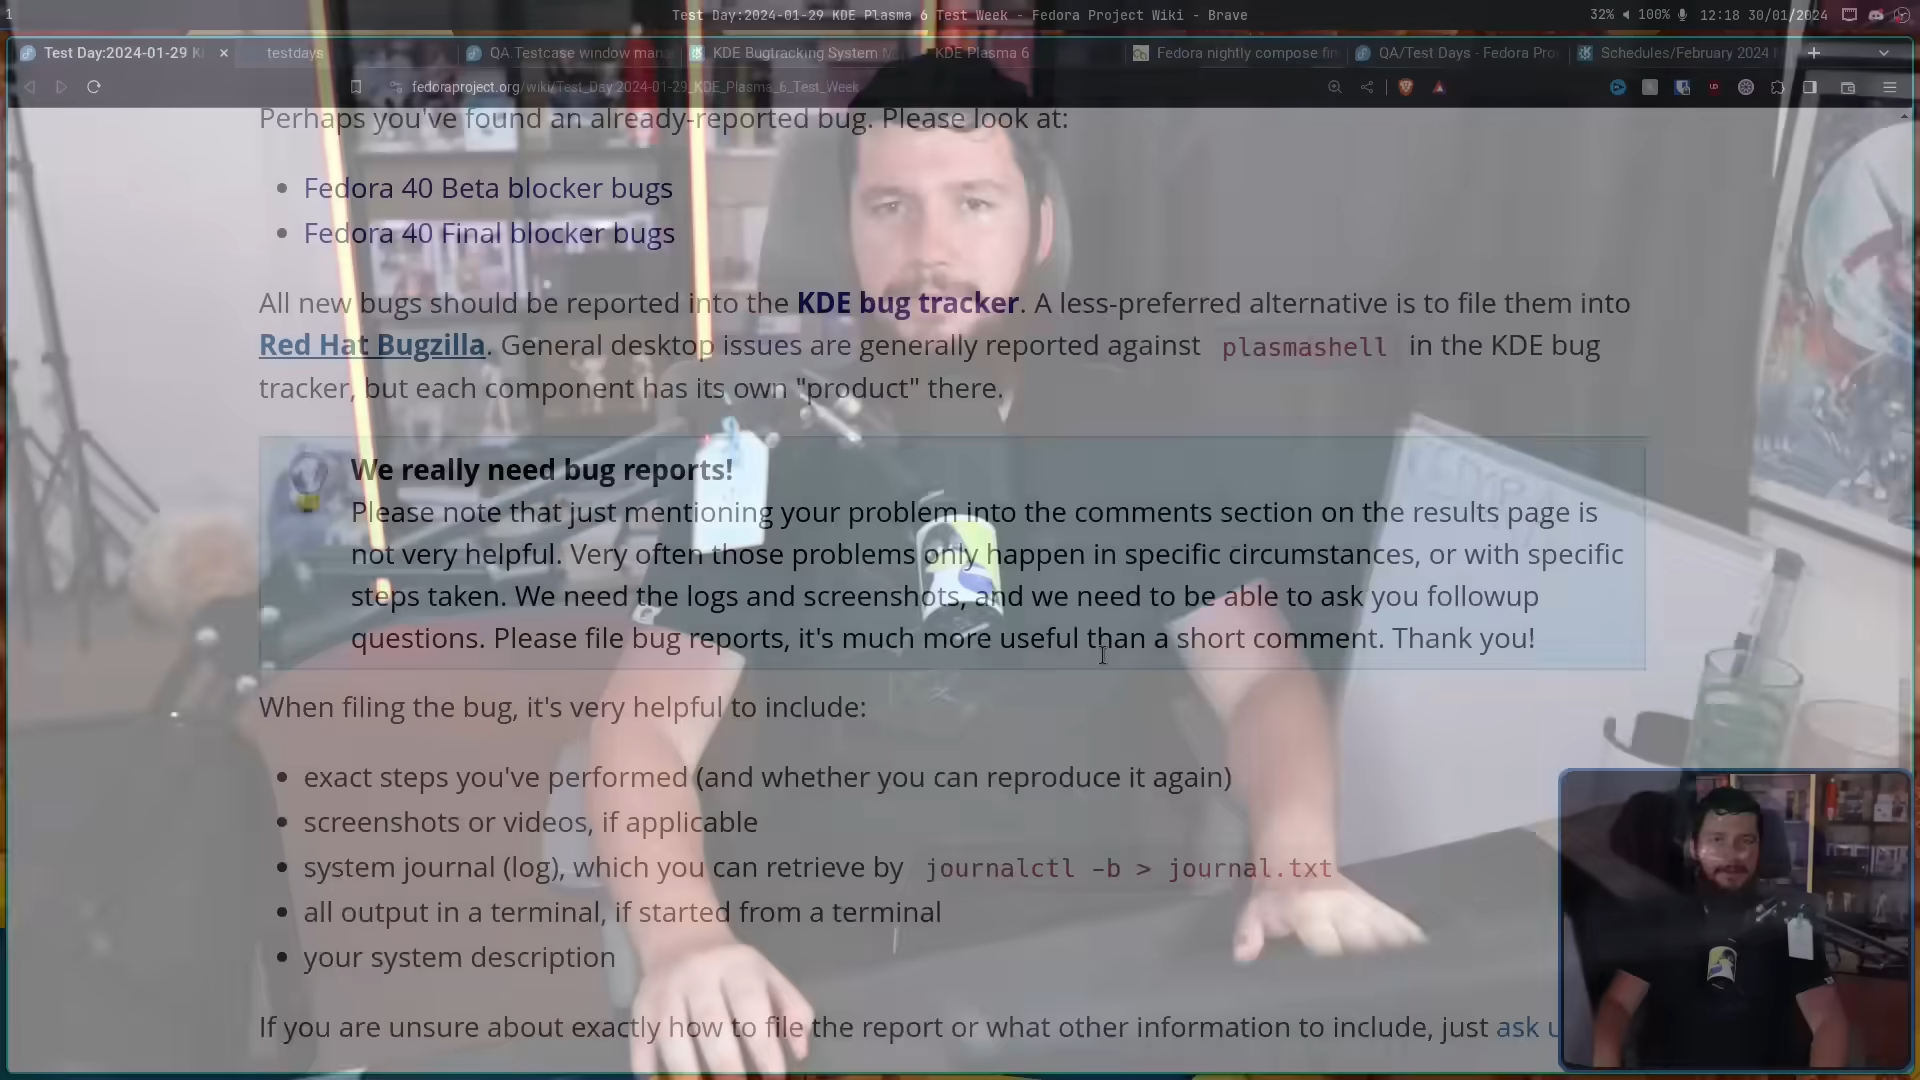 1
Test Day:2024-01-29 KDE Plasma 6 Test Week - Fedora Project Wiki - Brave
32% 100% 12:18 30/01/2024
Test Day:2024-01-29 KI
testdays
QA:Testcase window man
KDE Bugtracking System
KDE Plasma 6
Fedora nightly compose fin
QA/Test Days - Fedora Pro
Schedules/February 2024
fedoraproject.org/wiki/Test_Day:2024-01-29_KDE_Plasma_6_Test_Week
Perhaps you've found an already-reported bug. Please look at:
Fedora 40 Beta blocker bugs
Fedora 40 Final blocker bugs
All new bugs should be reported into the KDE bug tracker. A less-preferred alternative is to file them into
Red Hat Bugzilla. General desktop issues are generally reported against plasmashell in the KDE bug
tracker, but each component has its own "product" there.
We really need bug reports!
Please note that just mentioning your problem into the comments section on the results page is
not very helpful. Very often those problems only happen in specific circumstances, or with specific
steps taken. We need the logs and screenshots, and we need to be able to ask you followup
questions. Please file bug reports, it's much more useful than a short comment. Thank you!
When filing the bug, it's very helpful to include:
exact steps you've performed (and whether you can reproduce it again)
screenshots or videos, if applicable
system journal (log), which you can retrieve by journalctl -b > journal.txt
all output in a terminal, if started from a terminal
your system description
If you are unsure about exactly how to file the report or what other information to include, just ask u